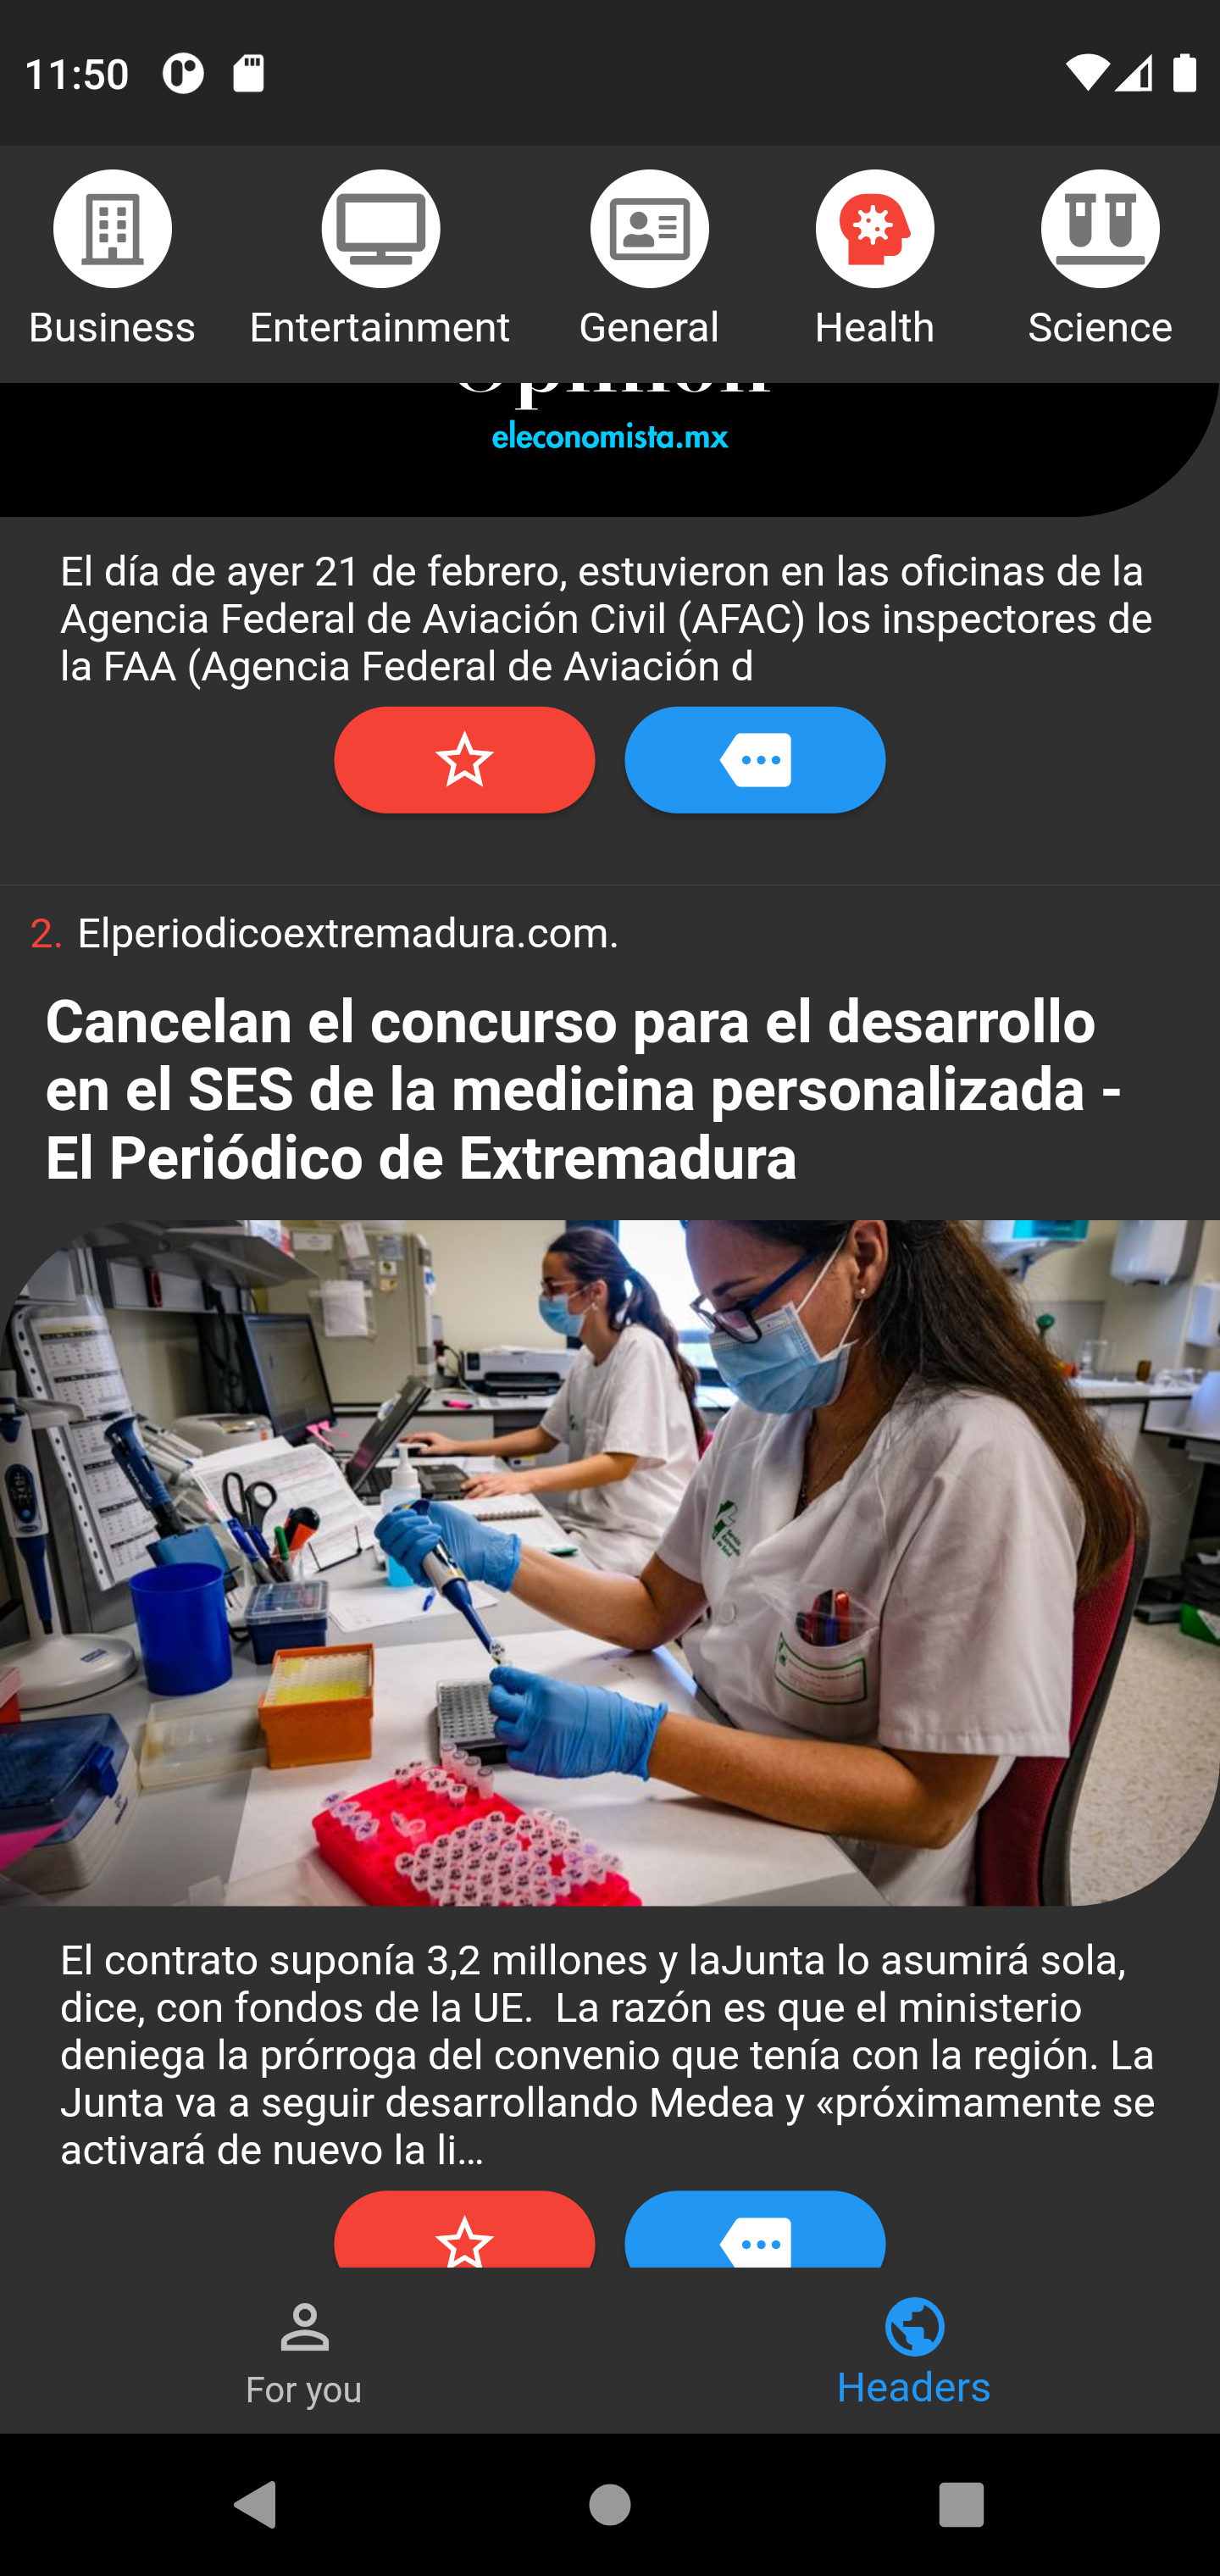 11:50
Business
Entertainment
General
Health
Science
Opinión
eleconomista.mx
El día de ayer 21 de febrero, estuvieron en las oficinas de la
Agencia Federal de Aviación Civil (AFAC) los inspectores de
la FAA (Agencia Federal de Aviación d
2. Elperiodicoextremadura.com.
Cancelan el concurso para el desarrollo
en el SES de la medicina personalizada -
El Periódico de Extremadura
El contrato suponía 3,2 millones y laJunta lo asumirá sola,
dice, con fondos de la UE.  La razón es que el ministerio
deniega la prórroga del convenio que tenía con la región. La
Junta va a seguir desarrollando Medea y «próximamente se
activará de nuevo la li…
For you
Headers